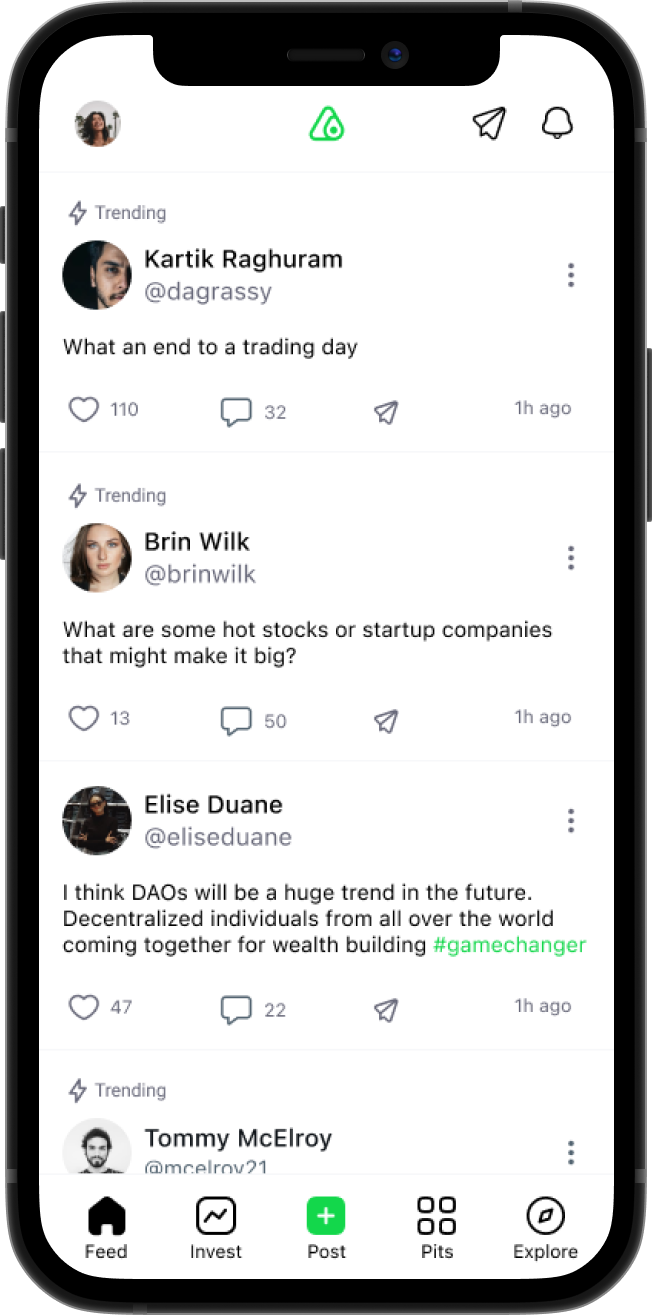 Trending
Kartik Raghuram
@dagrassy
What an end to a trading day
110 32 1h ago
Trending
Brin Wilk
@brinwilk
What are some hot stocks or startup companies
that might make it big?
13 50 1h ago
Elise Duane
@eliseduane
I think DAOs will be a huge trend in the future.
Decentralized individuals from all over the world
coming together for wealth building #gamechanger
47 22 1h ago
Trending
Tommy McElroy
@mcelroy21
Feed Invest Post Pits Explore